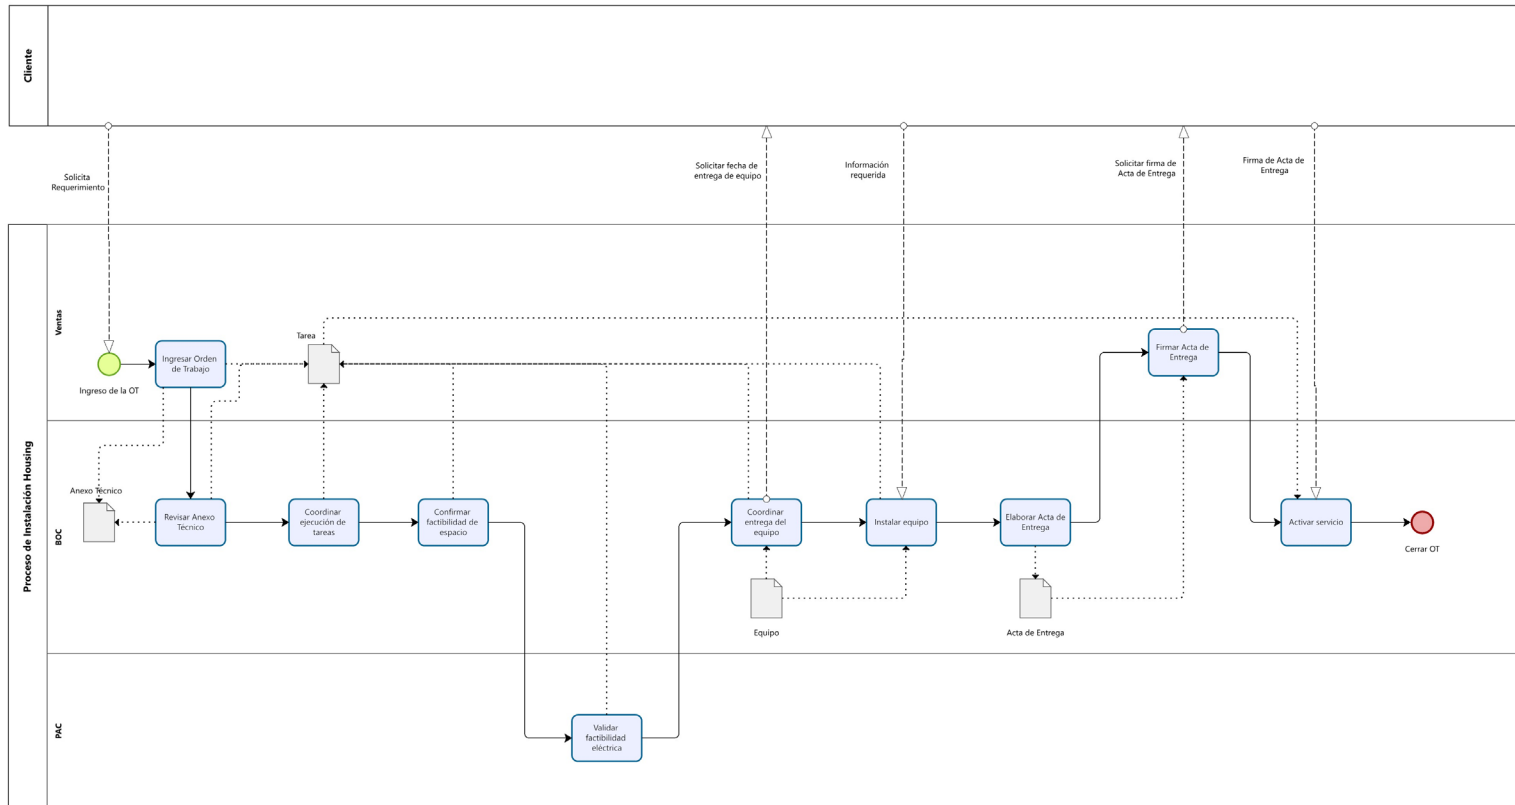 Cliente
Solicita
Requerimiento
Solicitar fecha de
entrega de equipo
Información
requerida
Solicitar firma de
Acta de Entrega
Firma de Acta de
Entrega
Proceso de Instalación Housing
Ventas
Ingreso de la OT
Ingresar Orden
de Trabajo
Tarea
Firmar Acta de
Entrega
BOC
Anexo Técnico
Revisar Anexo
Técnico
Coordinar
ejecución de
tareas
Confirmar
factibilidad de
espacio
Coordinar
entrega del
equipo
Instalar equipo
Elaborar Acta de
Entrega
Activar servicio
Cerrar OT
Equipo
Acta de Entrega
PAC
Validar
factibilidad
eléctrica